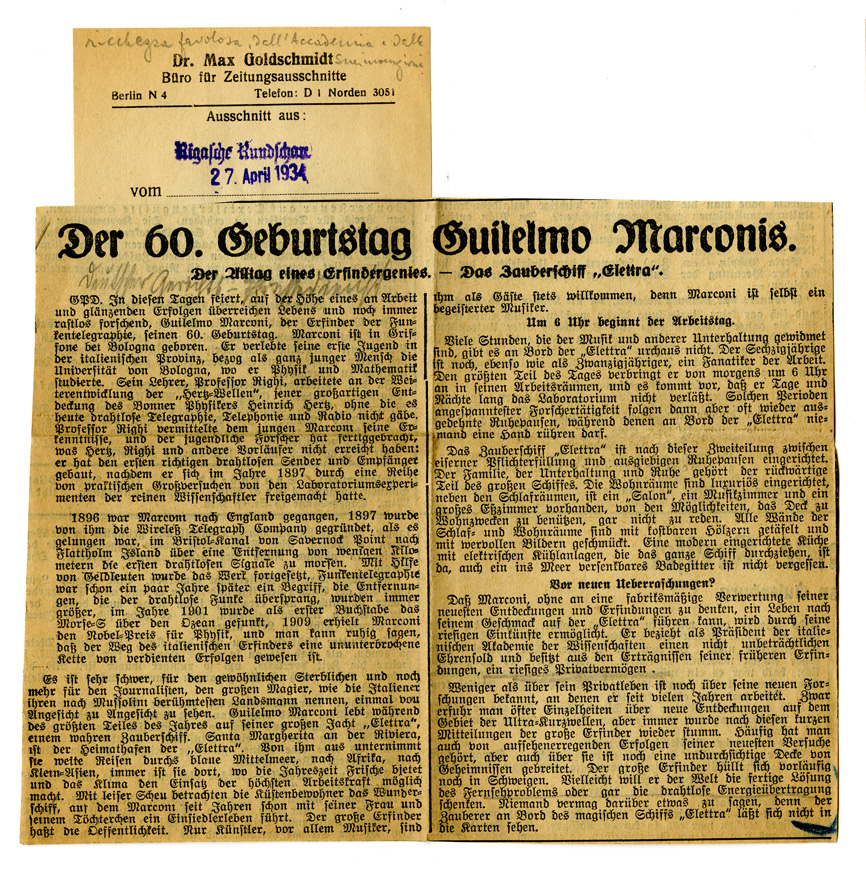 ricchezza favolosa, dell'Accademia e delle
Dr. Max Goldschmidt
Büro für Zeitungsausschnitte
Berlin N 4 Telefon: D 1 Norden 3051
Ausschnitt aus:
Rigasche Rundschau
27. April 1934
vom
Der 60. Geburtstag Guilelmo Marconis.
Der Alltag eines Erfindergenies. — Das Zauberschiff „Elettra“.
GPD. In diesen Tagen feiert, auf der Höhe eines an Arbeit
und glänzenden Erfolgen überreichen Lebens und noch immer
rastlos forschend, Guilelmo Marconi, der Erfinder der Fun-
kentelegraphie, seinen 60. Geburtstag. Marconi ist in Grif-
fone bei Bologna geboren. Er verlebte seine erste Jugend in
der italienischen Provinz, bezog als ganz junger Mensch die
Universität von Bologna, wo er Physik und Mathematik
studierte. Sein Lehrer, Professor Righi, arbeitete an der Wei-
terentwicklung der „Hertz-Wellen“, jener großartigen Ent-
deckung des Bonner Physikers Heinrich Hertz, ohne die es
heute drahtlose Telegraphie, Telephonie und Radio nicht gäbe.
Professor Righi vermittelte dem jungen Marconi seine Er-
kenntnisse, und der jugendliche Forscher hat fertiggebracht,
was Hertz, Righi und andere Vorläufer nicht erreicht haben:
er hat den ersten richtigen drahtlosen Sender und Empfänger
gebaut, nachdem er sich im Jahre 1897 durch eine Reihe
von praktischen Großversuchen von den Laboratoriumsexperi-
menten der reinen Wissenschaftler freigemacht hatte.
1896 war Marconi nach England gegangen, 1897 wurde
von ihm die Wireletz Telegraph Company gegründet, als es
gelungen war, im Bristol-Kanal von Savernock Point nach
Flattholm Island über eine Entfernung von wenigen Kilo-
metern die ersten drahtlosen Signale zu morsen. Mit Hilfe
von Geldleuten wurde das Werk fortgesetzt, Funkentelegraphie
war schon ein paar Jahre später ein Begriff, die Entfernun-
gen, die der drahtlose Funke übersprang, wurden immer
größer, im Jahre 1901 wurde als erster Buchstabe das
Morse-S über den Ozean gefunkt, 1909 erhielt Marconi
den Nobel-Preis für Physik, und man kann ruhig sagen,
daß der Weg des italienischen Erfinders eine ununterbrochene
Kette von verdienten Erfolgen gewesen ist.
Es ist sehr schwer, für den gewöhnlichen Sterblichen und noch
mehr für den Journalisten, den großen Magier, wie die Italiener
ihren nach Mussolini berühmtesten Landsmann nennen, einmal von
Angesicht zu Angesicht zu sehen. Guilelmo Marconi lebt während
des größten Teiles des Jahres auf seiner großen Jacht „Elettra“,
einem wahren Zauberschiff. Santa Margherita an der Riviera,
ist der Heimathafen der „Elettra“. Von ihm aus unternimmt
sie weite Reisen durchs blaue Mittelmeer, nach Afrika, nach
Klein-Asien, immer ist sie dort, wo die Jahreszeit Frische bietet
und das Klima den Einsatz der höchsten Arbeitskraft möglich
macht. Mit leiser Scheu betrachten die Küstenbewohner das Wunder-
schiff, auf dem Marconi seit Jahren schon mit seiner Frau und
seinem Töchterchen ein Einsiedlerleben führt. Der große Erfinder
haßt die Oeffentlichkeit. Nur Künstler, vor allem Musiker, sind
ihm als Gäste stets willkommen, denn Marconi ist selbst ein
begeisterter Musiker.
Um 6 Uhr beginnt der Arbeitstag.
Viele Stunden, die der Musik und anderer Unterhaltung gewidmet
sind, gibt es an Bord der „Elettra“ urchaus nicht. Der Sechzigjährige
ist noch, ebenso wie als Zwanzigjähriger, ein Fanatiker der Arbeit.
Den größten Teil des Tages verbringt er von morgens um 6 Uhr
an in seinen Arbeitsräumen, und es kommt vor, daß er Tage und
Nächte lang das Laboratorium nicht verläßt. Solchen Perioden
angespanntester Forschertätigkeit folgen dann aber oft wieder aus-
gedehnte Ruhepausen, während denen an Bord der „Elettra“ nie-
mand eine Hand rühren darf.
Das Zauberschiff „Elettra“ ist nach dieser Zweiteilung zwischen
eiserner Pflichterfüllung und ausgiebigen Ruhepausen eingerichtet.
Der Familie, der Unterhaltung und Ruhe gehört der rückwärtige
Teil des großen Schiffes. Die Wohnräume sind luxuriös eingerichtet,
neben den Schlafräumen, ist ein „Salon“, ein Musikzimmer und ein
großes Eßzimmer vorhanden, von den Möglichkeiten, das Deck zu
Wohnzwecken zu benützen, gar nicht zu reden. Alle Wände der
Schlaf- und Wohnräume sind mit kostbaren Hölzern getäfelt und
mit wertvollen Bildern geschmückt. Eine modern eingerichtete Küche
mit elektrischen Kühlanlagen, die das ganze Schiff durchziehen, ist
da, auch ein ins Meer versenkbares Badegitter ist nicht vergessen.
Vor neuen Ueberraschungen?
Daß Marconi, ohne an eine fabriksmäßige Verwertung seiner
neuesten Entdeckungen und Erfindungen zu denken, ein Leben nach
seinem Geschmack auf der „Elettra“ führen kann, wird durch seine
riesigen Einkünfte ermöglicht. Er bezieht als Präsident der italie-
nischen Akademie der Wissenschaften einen nicht unbeträchtlichen
Ehrensold und besitzt aus den Erträgnissen seiner früheren Erfin-
dungen, ein riesiges Privatvermögen .
Weniger als über sein Privatleben ist noch über seine neuen For-
schungen bekannt, an denen er seit vielen Jahren arbeitet. Zwar
erfuhr man öfter Einzelheiten über neue Entdeckungen auf dem
Gebiet der Ultra-Kurzwellen, aber immer wurde nach diesen kurzen
Mitteilungen der große Erfinder wieder stumm. Häufig hat man
auch von aufsehenerregenden Erfolgen seiner neuesten Versuche
gehört, aber auch über sie ist noch eine undurchsichtige Decke von
Geheimnissen gebreitet. Der große Erfinder hüllt sich vorläufig
noch in Schweigen. Vielleicht will er der Welt die fertige Lösung
des Fernsehproblems oder gar die drahtlose Energieübertragung
schenken. Niemand vermag darüber etwas zu sagen, denn der
Zauberer an Bord des magischen Schiffs „Elettra“ läßt sich nicht in
die Karten sehen.